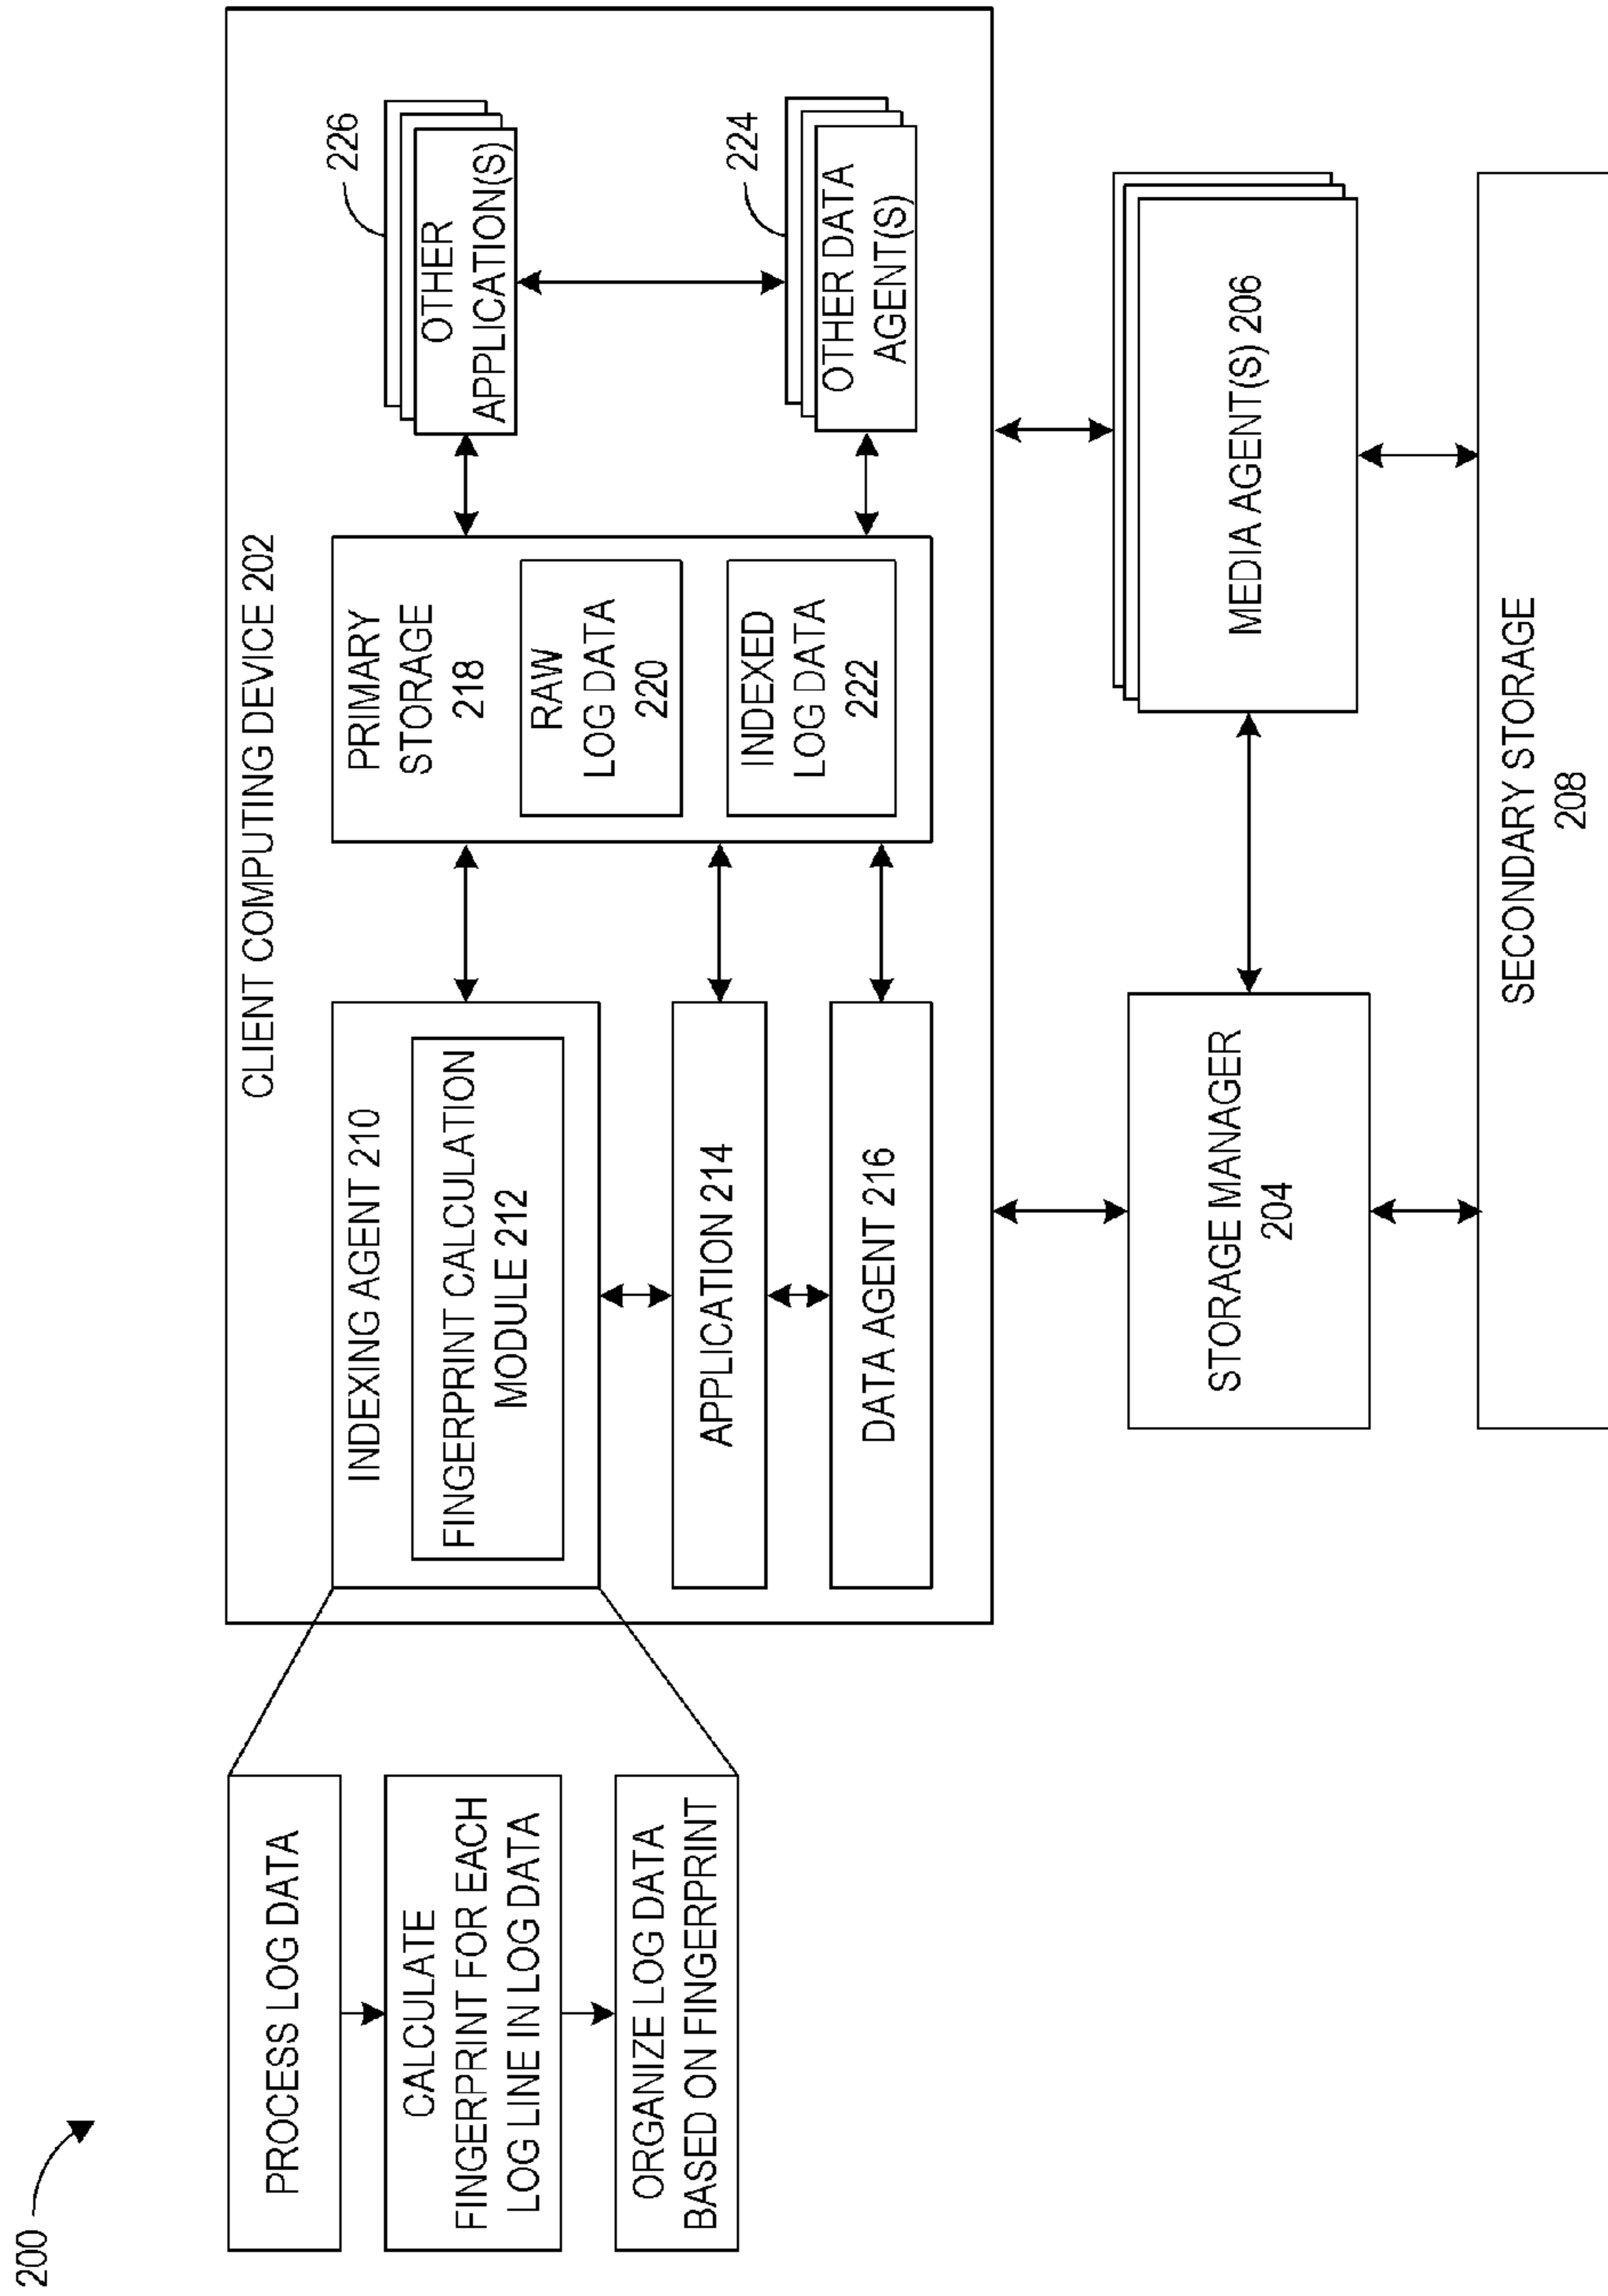 200
PROCESS LOG DATA
CALCULATE
FINGERPRINT FOR EACH
LOG LINE IN LOG DATA
ORGANIZE LOG DATA
BASED ON FINGERPRINT
CLIENT COMPUTING DEVICE 202
INDEXING AGENT 210
FINGERPRINT CALCULATION
MODULE 212
APPLICATION 214
DATA AGENT 216
PRIMARY
STORAGE
218
RAW
LOG DATA
220
INDEXED
LOG DATA
222
226
OTHER
APPLICATION(S)
224
OTHER DATA
AGENT(S)
STORAGE MANAGER
204
MEDIA AGENT(S) 206
SECONDARY STORAGE
208